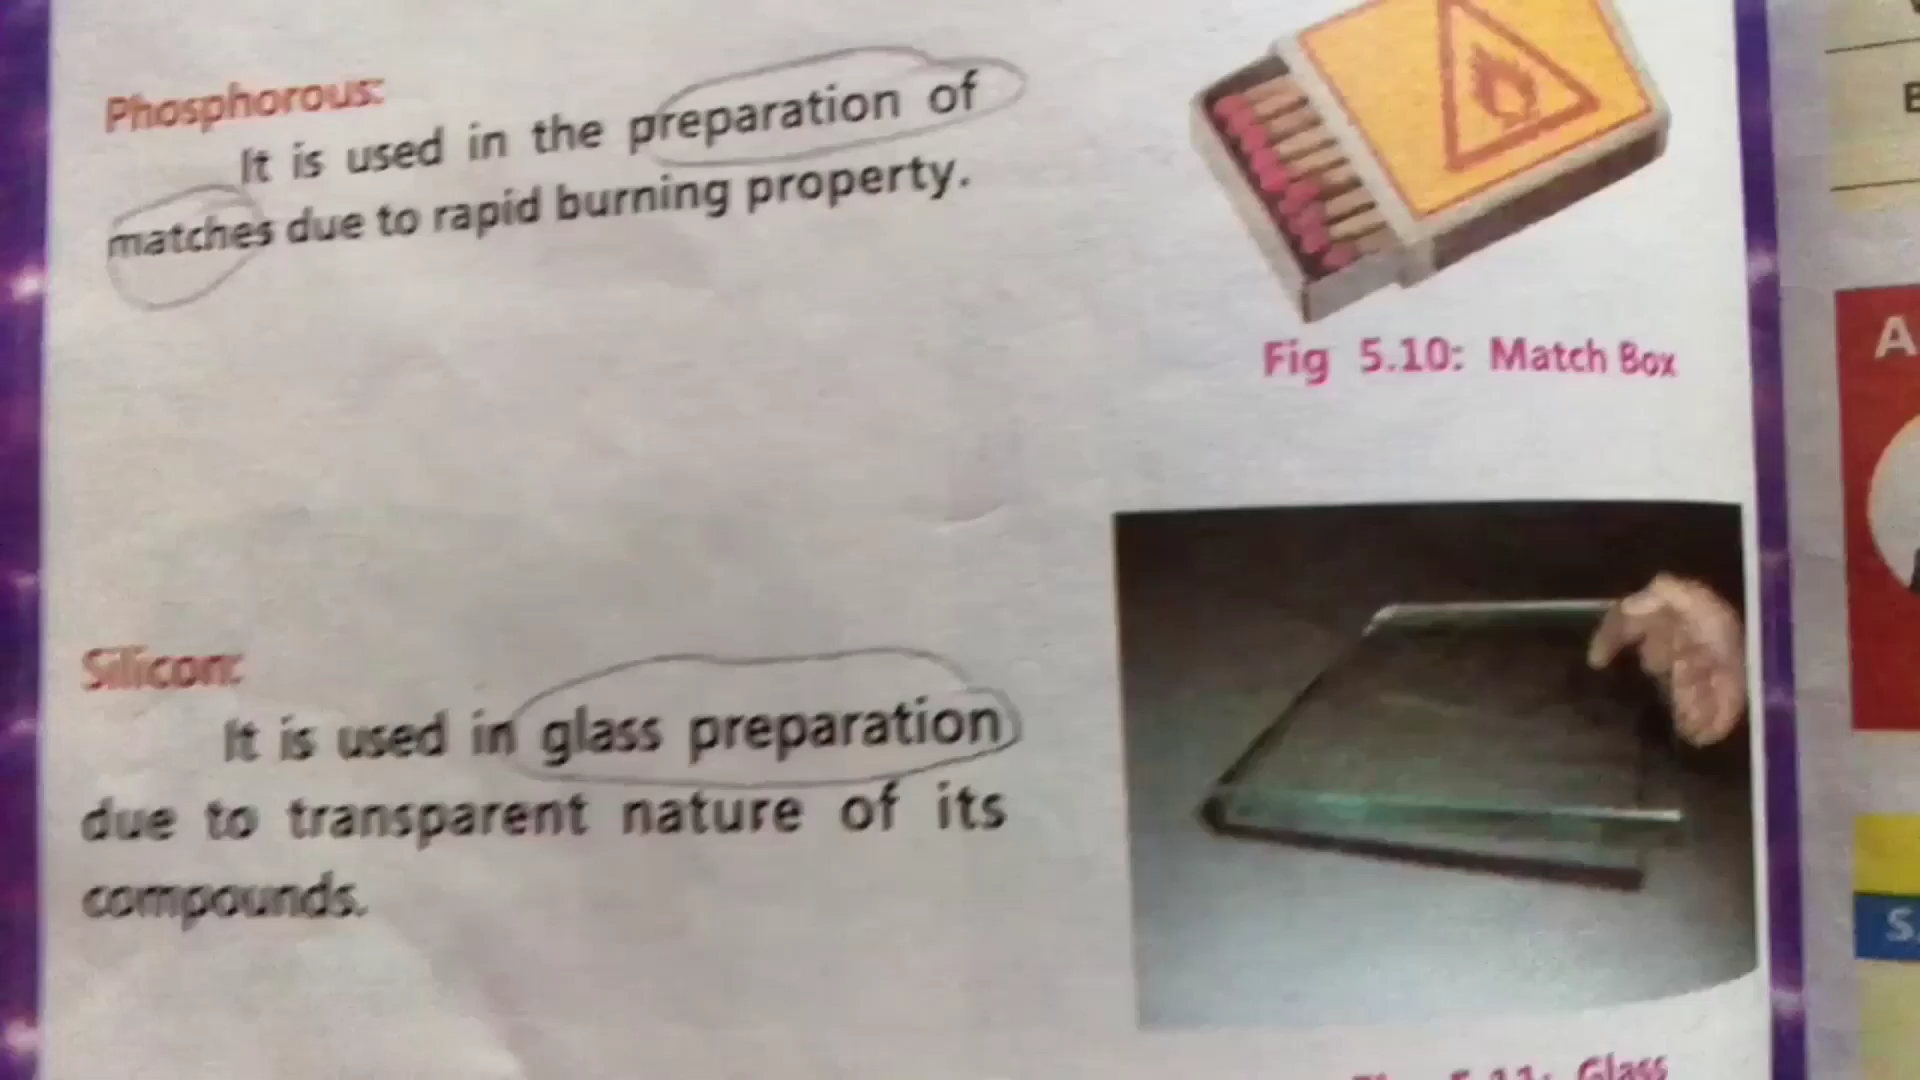 Phosphorous:
It is used in the preparation of
matches due to rapid burning property.
Fig 5.10: Match Box
Silicon:
It is used in glass preparation
due to transparent nature of its
compounds.
Glass
A
S.